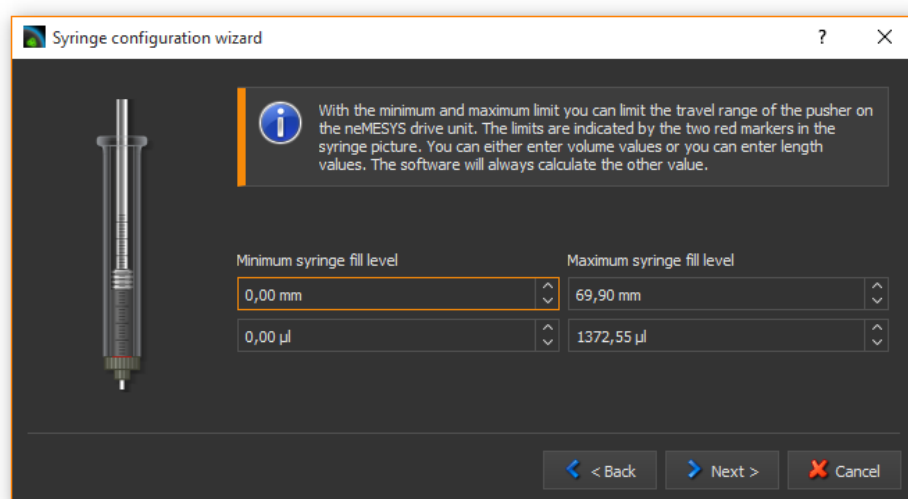 Syringe configuration wizard
?
With the minimum and maximum limit you can limit the travel range of the pusher on
the neMESYS drive unit. The limits are indicated by the two red markers in the
syringe picture. You can either enter volume values or you can enter length
values. The software will always calculate the other value.
Minimum syringe fill level Maximum syringe fill level
0,00 mm 69,90 mm
0,00 µl 1372,55 µl
< Back Next > Cancel